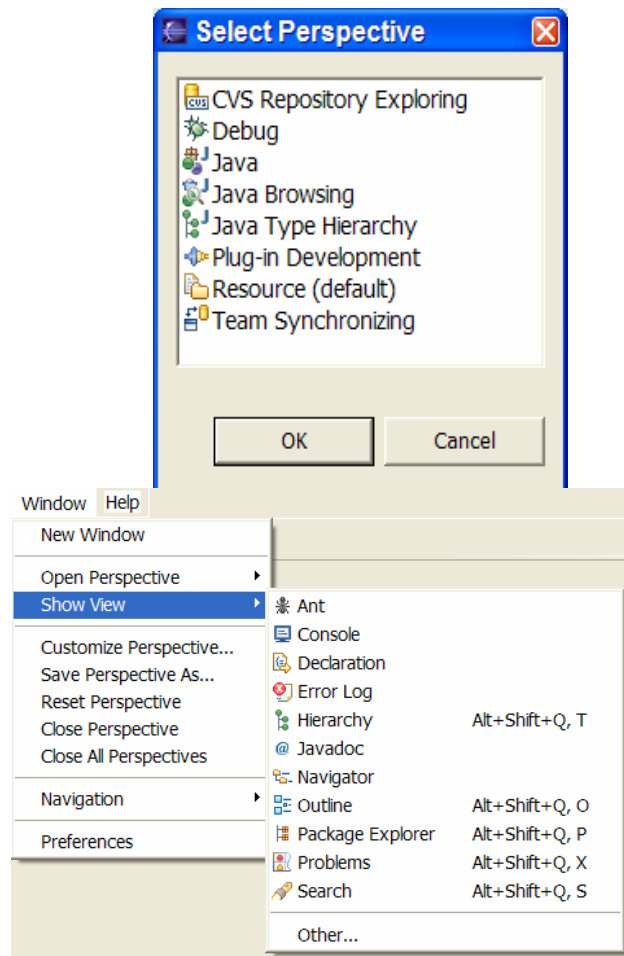 Select Perspective
CVS Repository Exploring
Debug
Java
Java Browsing
Java Type Hierarchy
Plug-in Development
Resource (default)
Team Synchronizing
OK Cancel
Window Help
New Window
Open Perspective
Show View
Customize Perspective...
Save Perspective As...
Reset Perspective
Close Perspective
Close All Perspectives
Navigation
Preferences
Ant
Console
Declaration
Error Log
Hierarchy Alt+Shift+Q, T
Javadoc
Navigator
Outline Alt+Shift+Q, O
Package Explorer Alt+Shift+Q, P
Problems Alt+Shift+Q, X
Search Alt+Shift+Q, S
Other...